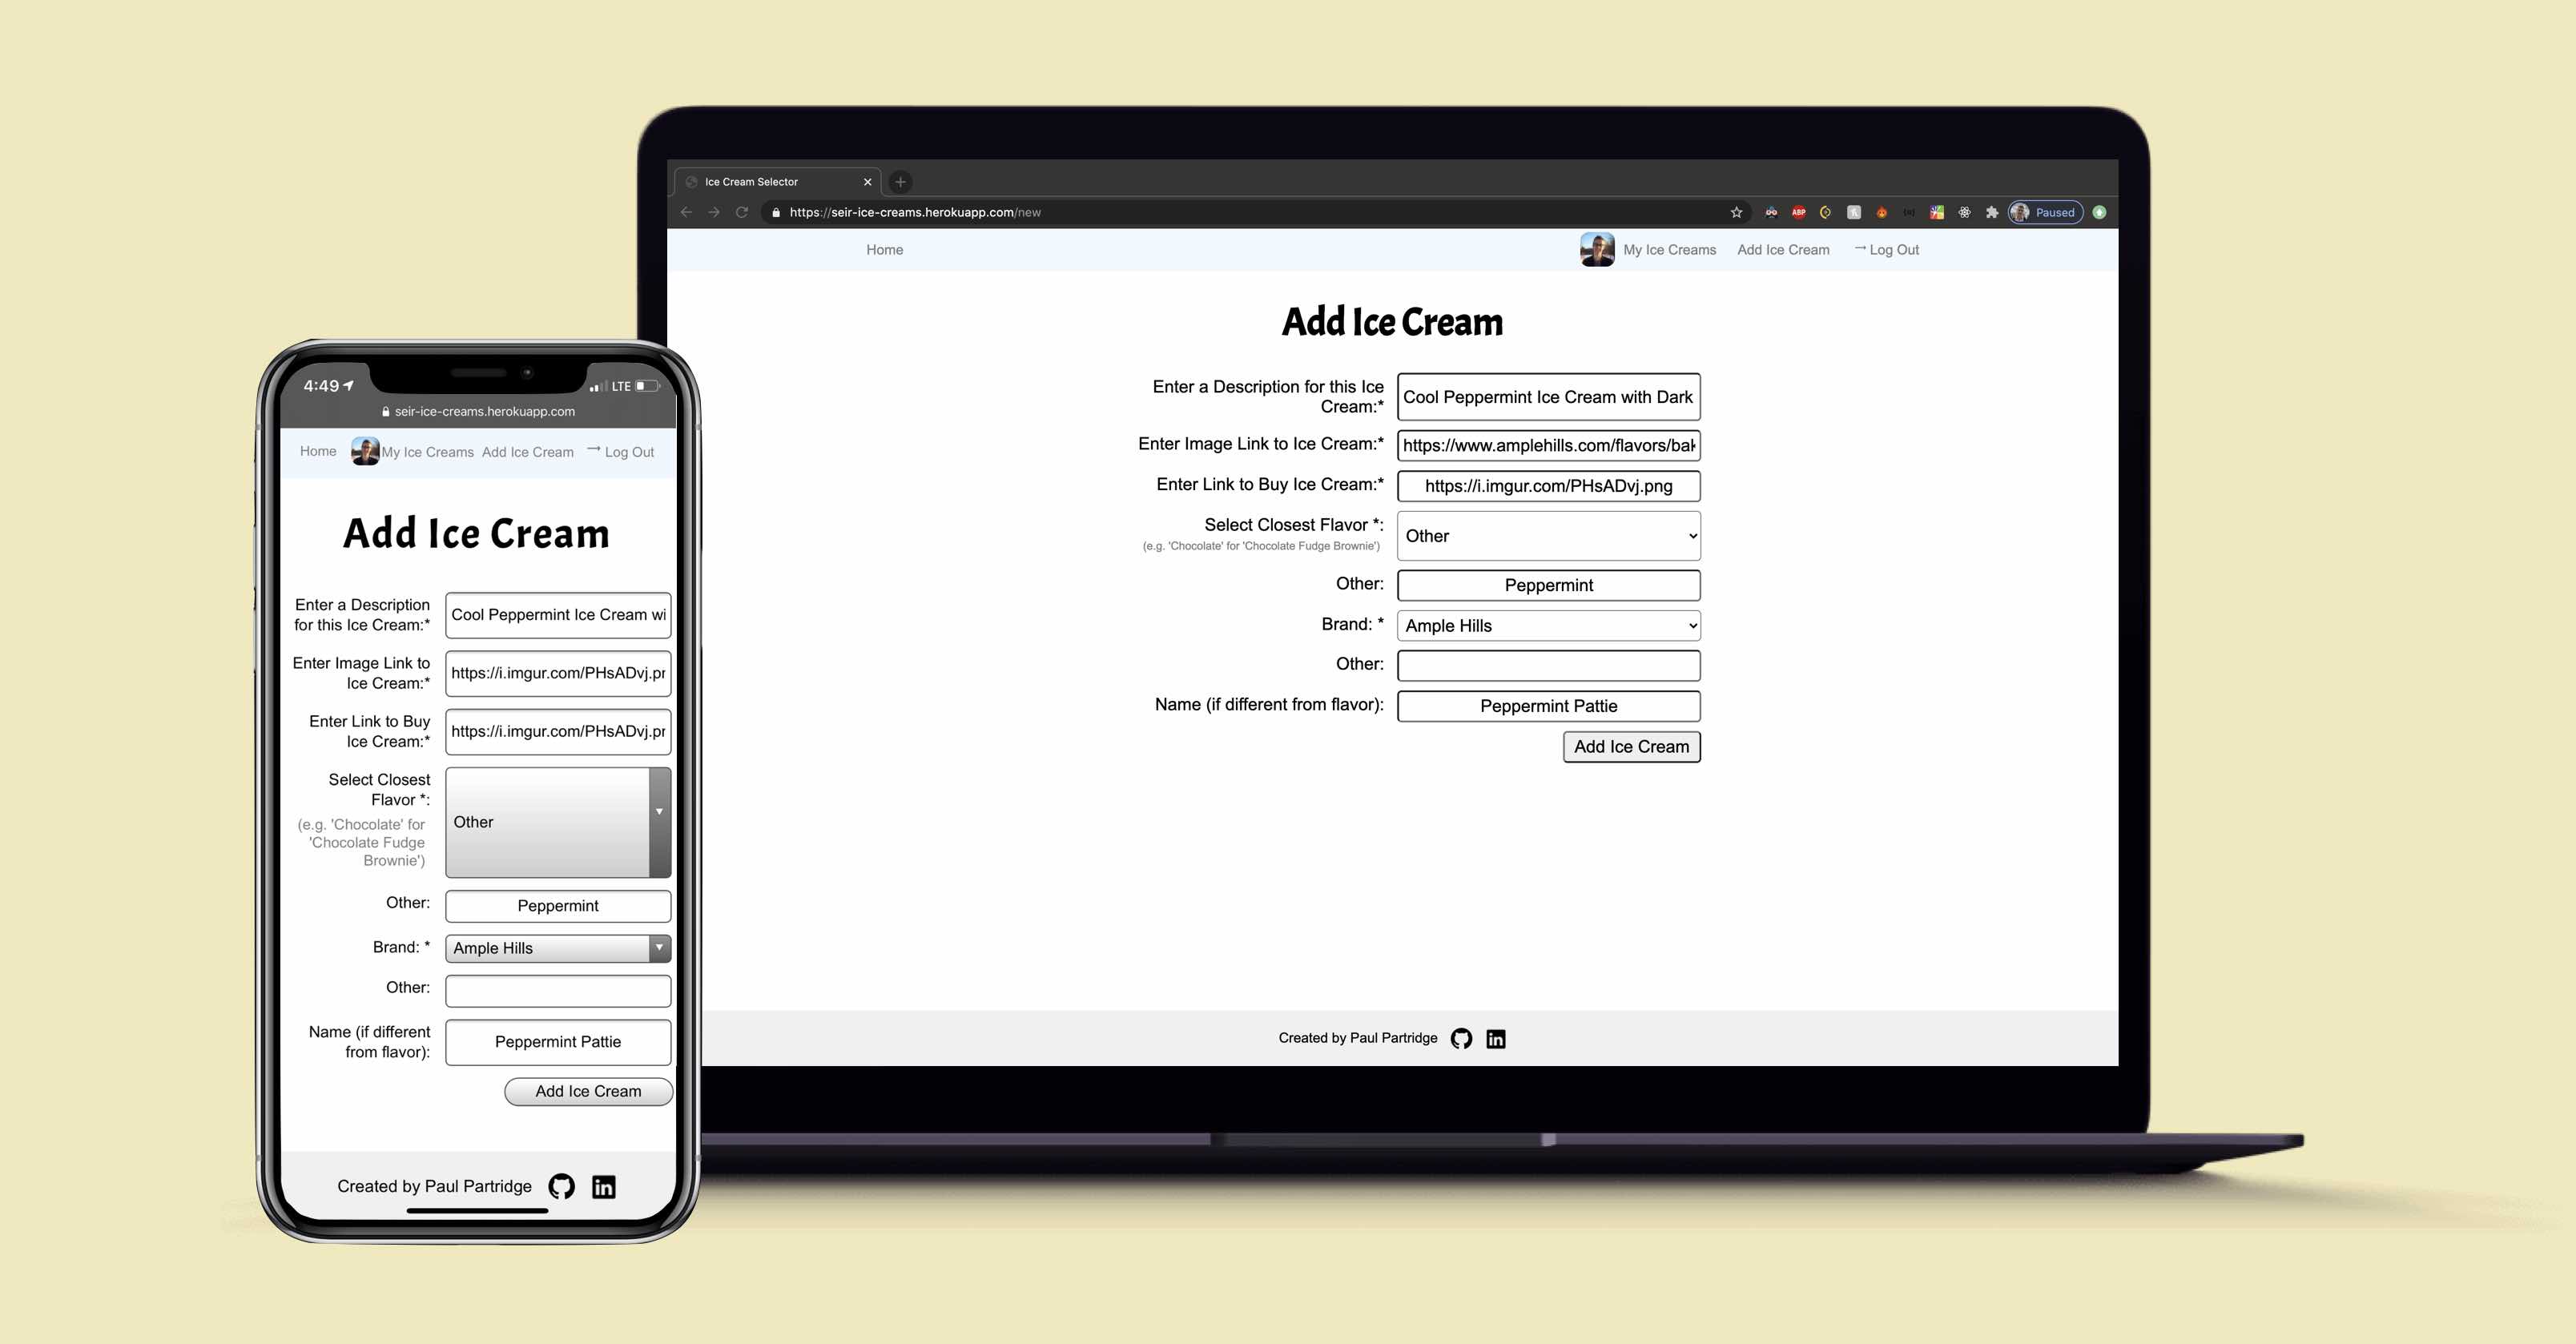 Ice Cream Selector
https://seir-ice-creams.herokuapp.com/new
ABP
Paused
Home
My Ice Creams
Add Ice Cream
Log Out
Add Ice Cream
Enter a Description for this Ice
Cream:*
Cool Peppermint Ice Cream with Dark
Enter Image Link to Ice Cream:*
https://www.amplehills.com/flavors/bak
Enter Link to Buy Ice Cream:*
https://i.imgur.com/PHsADvj.png
Select Closest Flavor *:
(e.g. 'Chocolate' for 'Chocolate Fudge Brownie')
Other
Other:
Peppermint
Brand: *
Ample Hills
Other:
Name (if different from flavor):
Peppermint Pattie
Add Ice Cream
Created by Paul Partridge
in
4:49
LTE
seir-ice-creams.herokuapp.com
Home
My Ice Creams
Add Ice Cream
Log Out
Add Ice Cream
Enter a Description
for this Ice Cream:*
Cool Peppermint Ice Cream wi
Enter Image Link to
Ice Cream:*
https://i.imgur.com/PHsADvj.pr
Enter Link to Buy
Ice Cream:*
https://i.imgur.com/PHsADvj.pr
Select Closest
Flavor *:
(e.g. 'Chocolate' for
'Chocolate Fudge
Brownie')
Other
Other:
Peppermint
Brand: *
Ample Hills
Other:
Name (if different
from flavor):
Peppermint Pattie
Add Ice Cream
Created by Paul Partridge
in